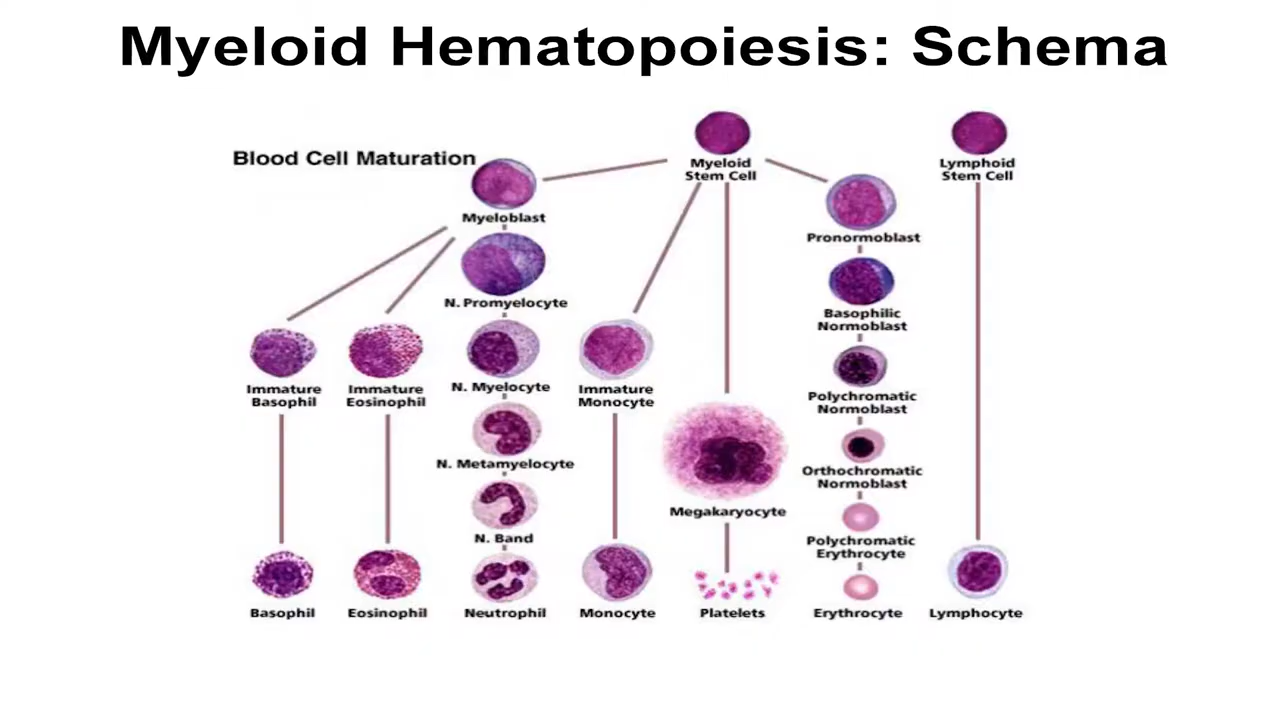 Myeloid Hematopoiesis: Schema
Blood Cell Maturation
Myeloid
Stem Cell
Lymphoid
Stem Cell
Myeloblast
Pronormoblast
N. Promyelocyte
Basophilic
Normoblast
Immature
Basophil
Immature
Eosinophil
N. Myelocyte
Immature
Monocyte
Polychromatic
Normoblast
N. Metamyelocyte
Orthochromatic
Normoblast
Megakaryocyte
N. Band
Polychromatic
Erythrocyte
Basophil
Eosinophil
Neutrophil
Monocyte
Platelets
Erythrocyte
Lymphocyte